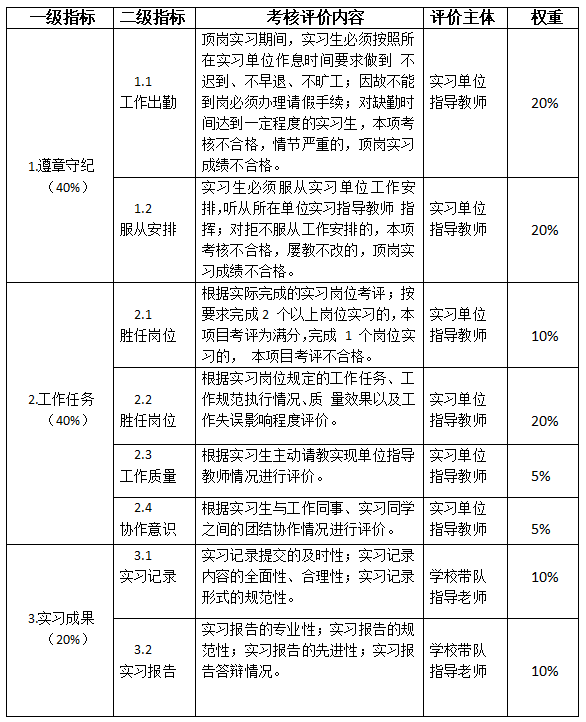 一级指标 二级指标 考核评价内容 评价主体 权重
1.遵章守纪
（40%）
1.1
工作出勤
顶岗实习期间，实习生必须按照所
在实习单位作息时间要求做到 不
迟到、不早退、不旷工；因故不能
到岗必须办理请假手续；对缺勤时
间达到一定程度的实习生，本项考
核不合格，情节严重的，顶岗实习
成绩不合格。
实习单位
指导教师
20%
1.2
服从安排
实习生必须服从实习单位工作安
排,听从所在单位实习指导教师 指
挥；对拒不服从工作安排的，本项
考核不合格，屡教不改的，顶岗实
习成绩不合格。
实习单位
指导教师
20%
2.工作任务
（40%）
2.1
胜任岗位
根据实际完成的实习岗位考评；按
要求完成2 个以上岗位实习的,本
项目考评为满分,完成 1 个岗位实
习的， 本项目考评不合格。
实习单位
指导教师
10%
2.2
胜任岗位
根据实习岗位规定的工作任务、工
作规范执行情况、质 量效果以及工
作失误影响程度评价。
实习单位
指导教师
20%
2.3
工作质量
根据实习生主动请教实现单位指导
教师情况进行评价。
实习单位
指导教师
5%
2.4
协作意识
根据实习生与工作同事、实习同学
之间的团结协作情况进行评价。
实习单位
指导教师
5%
3.实习成果
（20%）
3.1
实习记录
实习记录提交的及时性；实习记录
内容的全面性、合理性；实习记录
形式的规范性。
学校带队
指导老师
10%
3.2
实习报告
实习报告的专业性；实习报告的规
范性；实习报告的先进性；实习报
告答辩情况。
学校带队
指导老师
10%